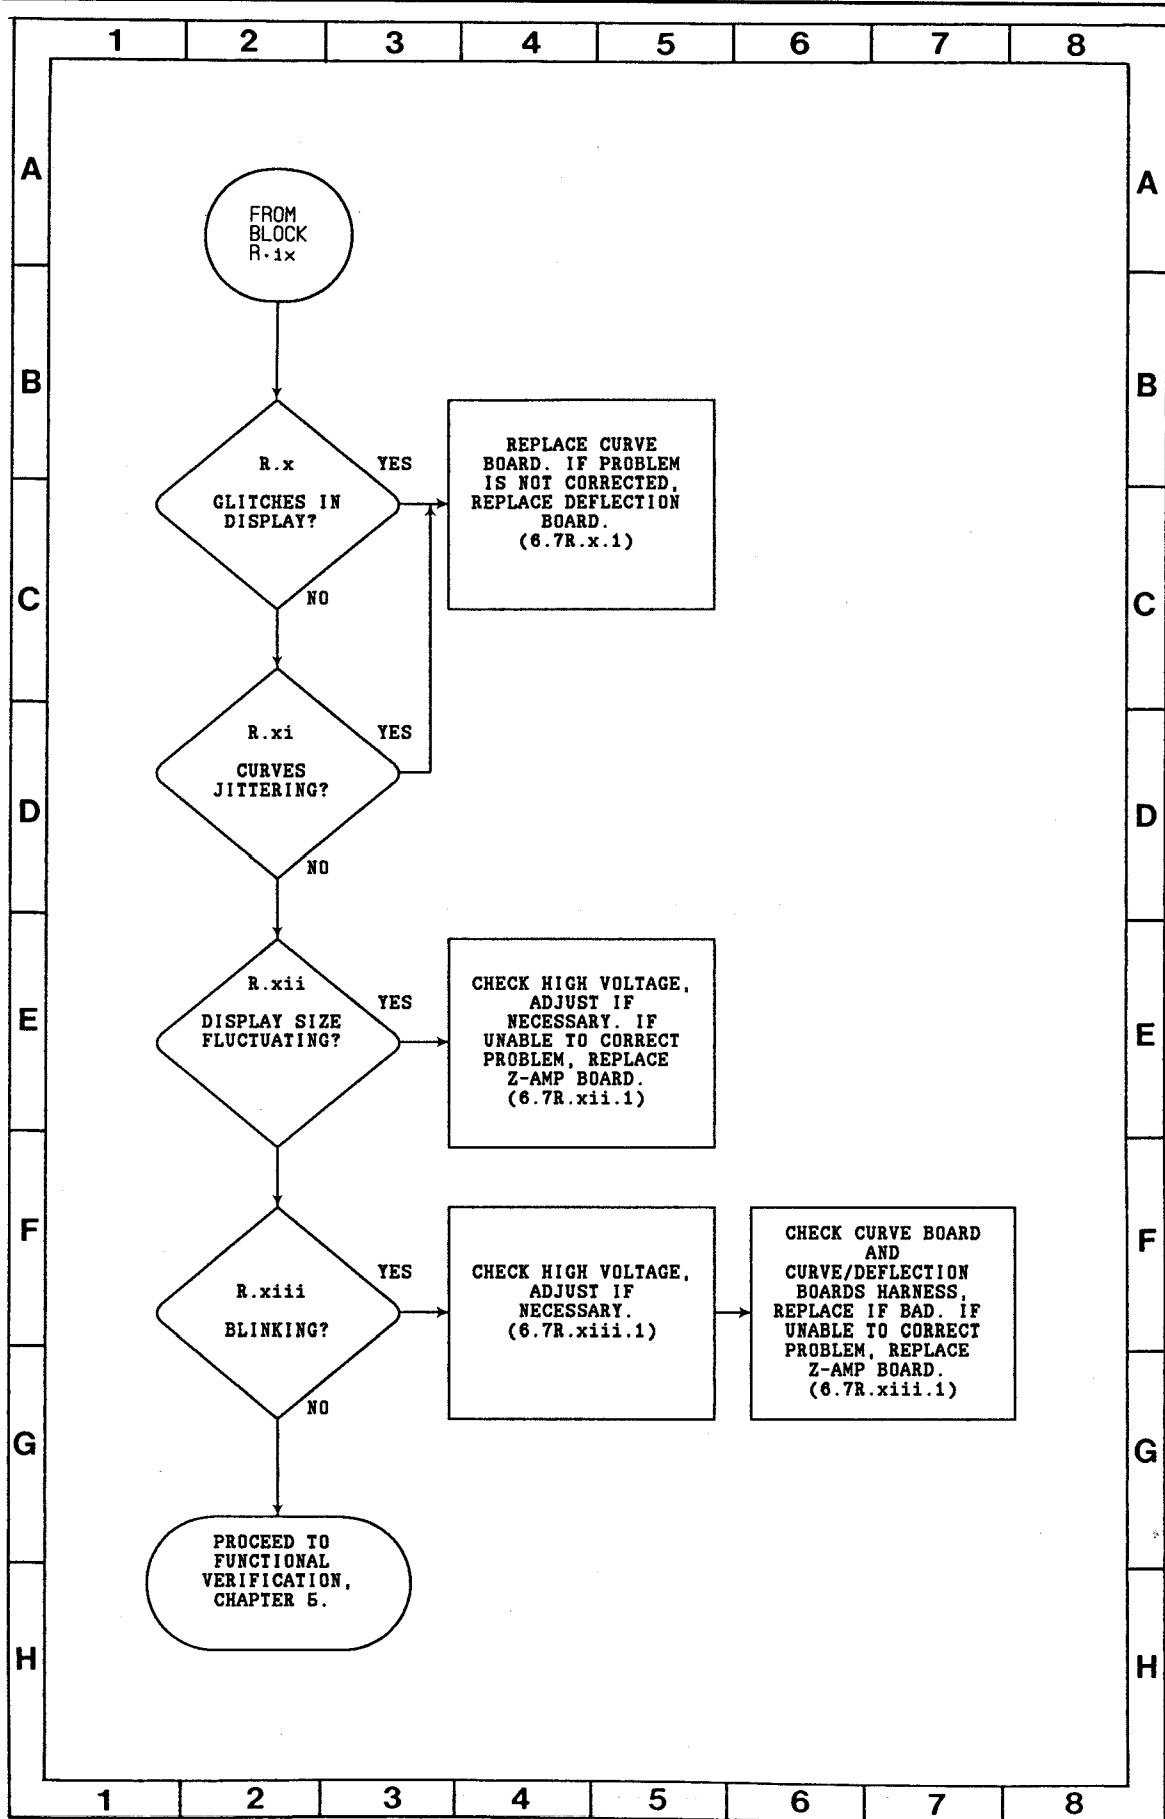 1 2 3 4 5 6 7 8
A
A
FROM
BLOCK
R.ix
B
B
R.x
YES
GLITCHES IN
DISPLAY?
NO
REPLACE CURVE
BOARD. IF PROBLEM
IS NOT CORRECTED,
REPLACE DEFLECTION
BOARD.
(6.7R.x.1)
C
C
R.xi
YES
CURVES
JITTERING?
NO
D
D
R.xii
YES
DISPLAY SIZE
FLUCTUATING?
CHECK HIGH VOLTAGE,
ADJUST IF
NECESSARY. IF
UNABLE TO CORRECT
PROBLEM, REPLACE
Z-AMP BOARD.
(6.7R.xii.1)
E
E
R.xiii
YES
BLINKING?
NO
CHECK HIGH VOLTAGE,
ADJUST IF
NECESSARY.
(6.7R.xiii.1)
CHECK CURVE BOARD
AND
CURVE/DEFLECTION
BOARDS HARNESS,
REPLACE IF BAD. IF
UNABLE TO CORRECT
PROBLEM, REPLACE
Z-AMP BOARD.
(6.7R.xiii.1)
F
F
G
G
PROCEED TO
FUNCTIONAL
VERIFICATION,
CHAPTER 5.
H
H
1 2 3 4 5 6 7 8